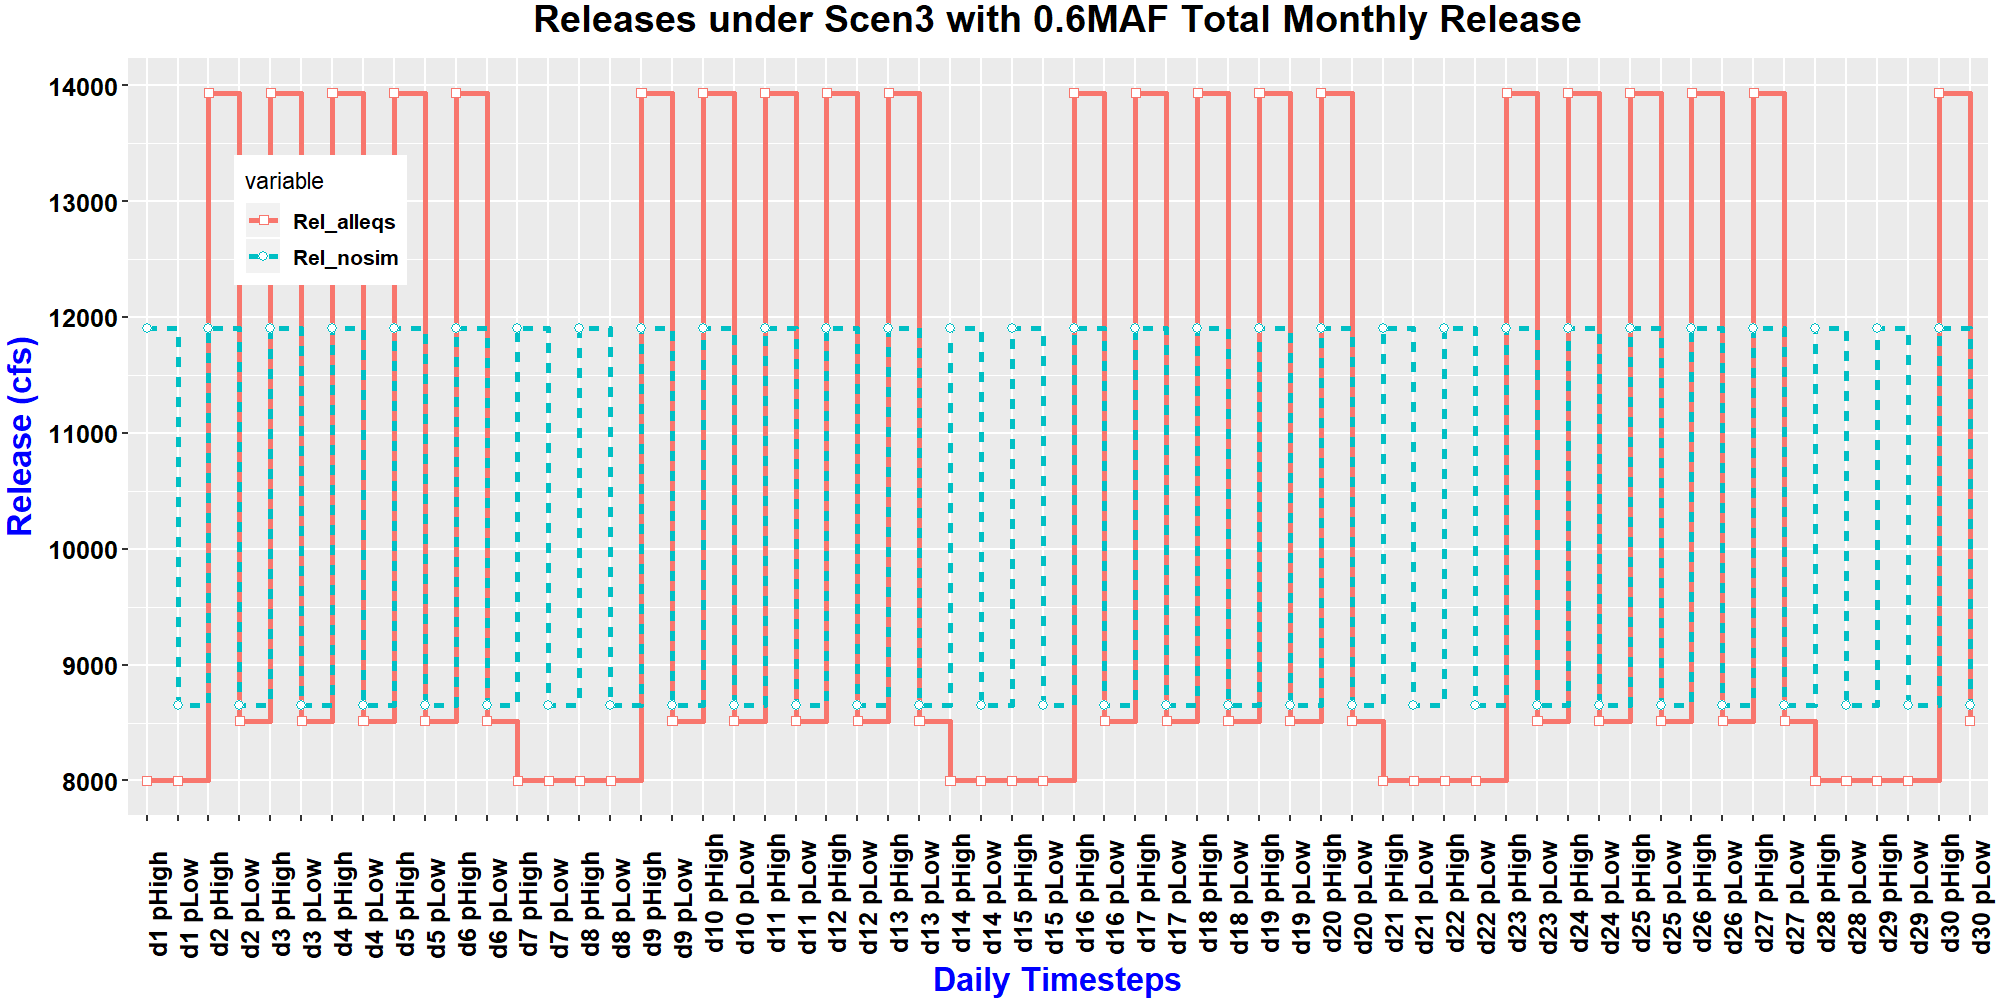 Releases under Scen3 with 0.6MAF Total Monthly Release
14000
13000
12000
11000
10000
9000
8000
Release (cfs)
variable
Rel_alleqs
Rel_nosim
d1 pHigh
d1 pLow
d2 pHigh
d2 pLow
d3 pHigh
d3 pLow
d4 pHigh
d4 pLow
d5 pHigh
d5 pLow
d6 pHigh
d6 pLow
d7 pHigh
d7 pLow
d8 pHigh
d8 pLow
d9 pHigh
d9 pLow
d10 pHigh
d10 pLow
d11 pHigh
d11 pLow
d12 pHigh
d12 pLow
d13 pHigh
d13 pLow
d14 pHigh
d14 pLow
d15 pHigh
d15 pLow
d16 pHigh
d16 pLow
d17 pHigh
d17 pLow
d18 pHigh
d18 pLow
d19 pHigh
d19 pLow
d20 pHigh
d20 pLow
d21 pHigh
d21 pLow
d22 pHigh
d22 pLow
d23 pHigh
d23 pLow
d24 pHigh
d24 pLow
d25 pHigh
d25 pLow
d26 pHigh
d26 pLow
d27 pHigh
d27 pLow
d28 pHigh
d28 pLow
d29 pHigh
d29 pLow
d30 pHigh
d30 pLow
Daily Timesteps